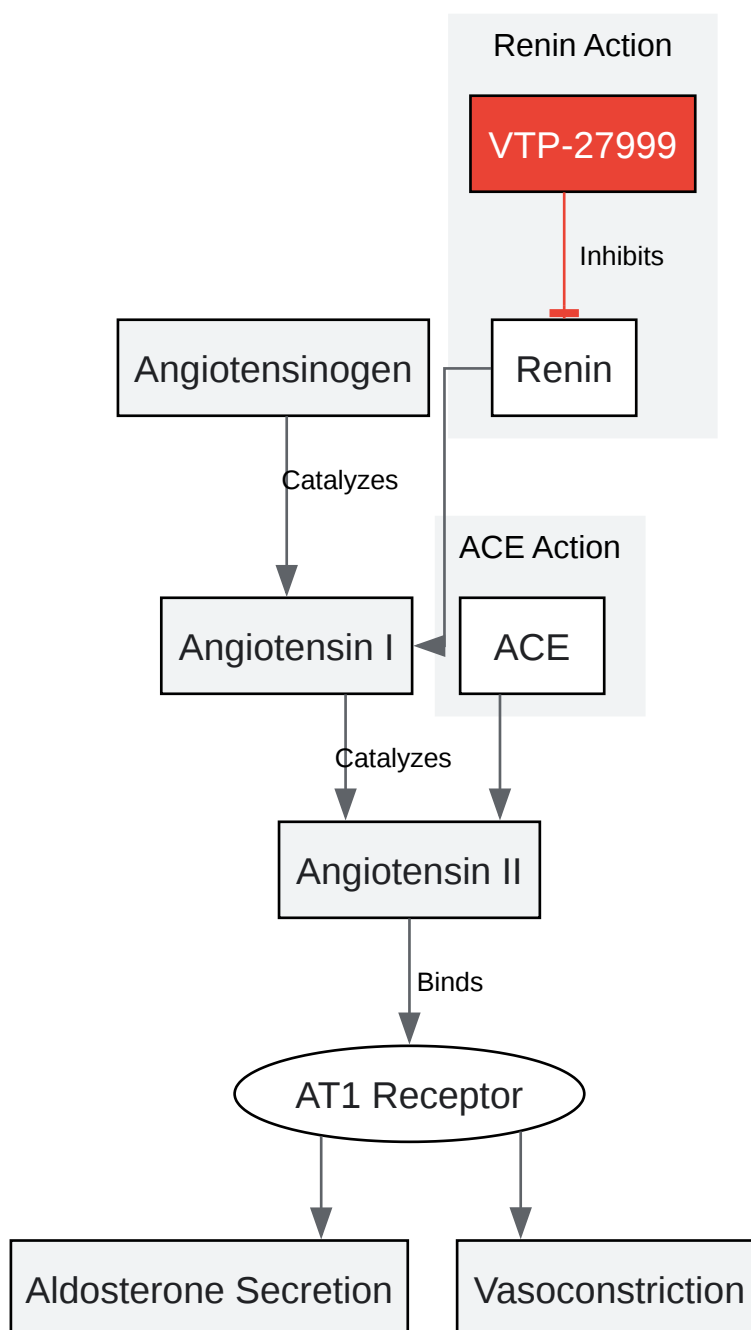 Renin Action
VTP-27999
Inhibits
Angiotensinogen
Renin
Catalyzes
ACE Action
Angiotensin I
ACE
Catalyzes
Angiotensin II
Binds
AT1 Receptor
Aldosterone Secretion
Vasoconstriction